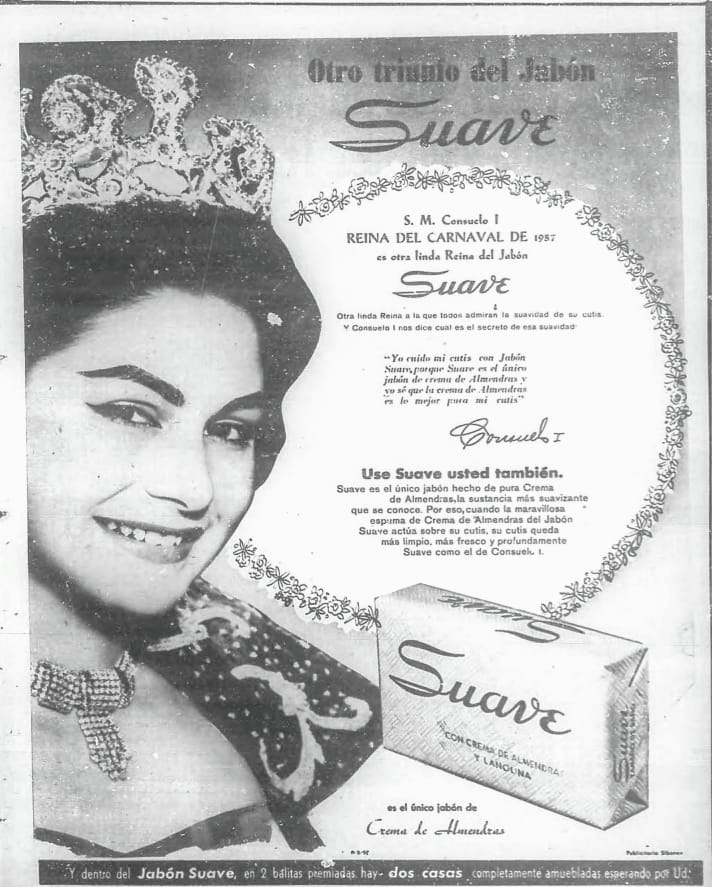 Otro triunfo del Jabón
Suave
S. M. Consuelo I
REINA DEL CARNAVAL DE 1957
es otra linda Reina del Jabón
Suave
Otra linda Reina a la que todos admiran la suavidad de su cutis.
Y Consuelo I nos dice cual es el secreto de esa suavidad
"Yo cuido mi cutis con Jabón
Suave, porque Suave es el único
jabón de crema de Almendras y
yo sé que la crema de Almendras
es lo mejor para mi cutis"
Consuelo I
Use Suave usted también.
Suave es el único jabón hecho de pura Crema
de Almendras, la sustancia más suavizante
que se conoce. Por eso, cuando la maravillosa
espuma de Crema de Almendras del Jabón
Suave actúa sobre su cutis, su cutis queda
más limpio, más fresco y profundamente
Suave como el de Consuelo I.
Suave
Suave
CON CREMA DE ALMENDRAS
Y LANOLINA
Suave
es el único jabón de
Crema de Almendras
Publicitaria Siboney
Y dentro del Jabón Suave, en 2 bálitas premiadas hay- dos casas completamente amuebladas esperando por Ud.